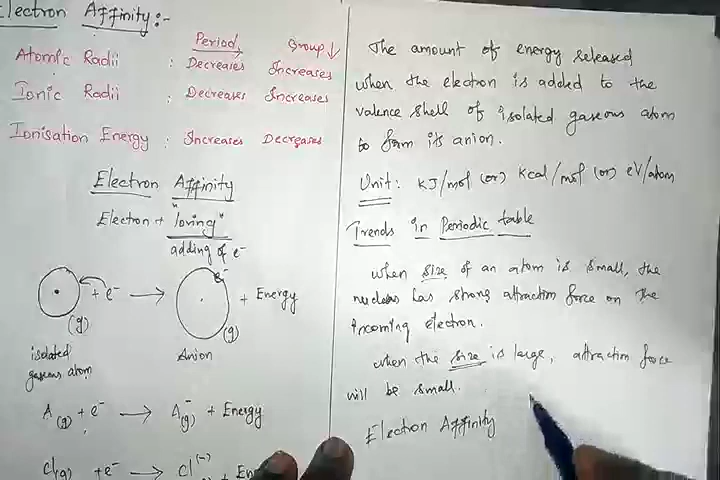 Electron Affinity:-
Period Group ↓
Atomic Radii : Decreases Increases
Ionic Radii : Decreases Increases
Ionisation Energy : Increases Decreases
Electron Affinity
Electron + "loving"
adding of e⁻
+ e⁻ → e⁻ + Energy
(g) (g)
isolated gaseous atom
Anion
A(g) + e⁻ → A⁻(g) + Energy
Cl(g) + e⁻ → Cl(-)
The amount of energy released
when the electron is added to the
valence shell of isolated gaseous atom
to form its anion.
Unit: KJ/mol (or) Kcal/mol (or) eV/atom
Trends in Periodic table
when size of an atom is small, the
nucleus has strong attraction force on the
incoming electron.
when the size is large, attraction force
will be small.
Electron Affinity